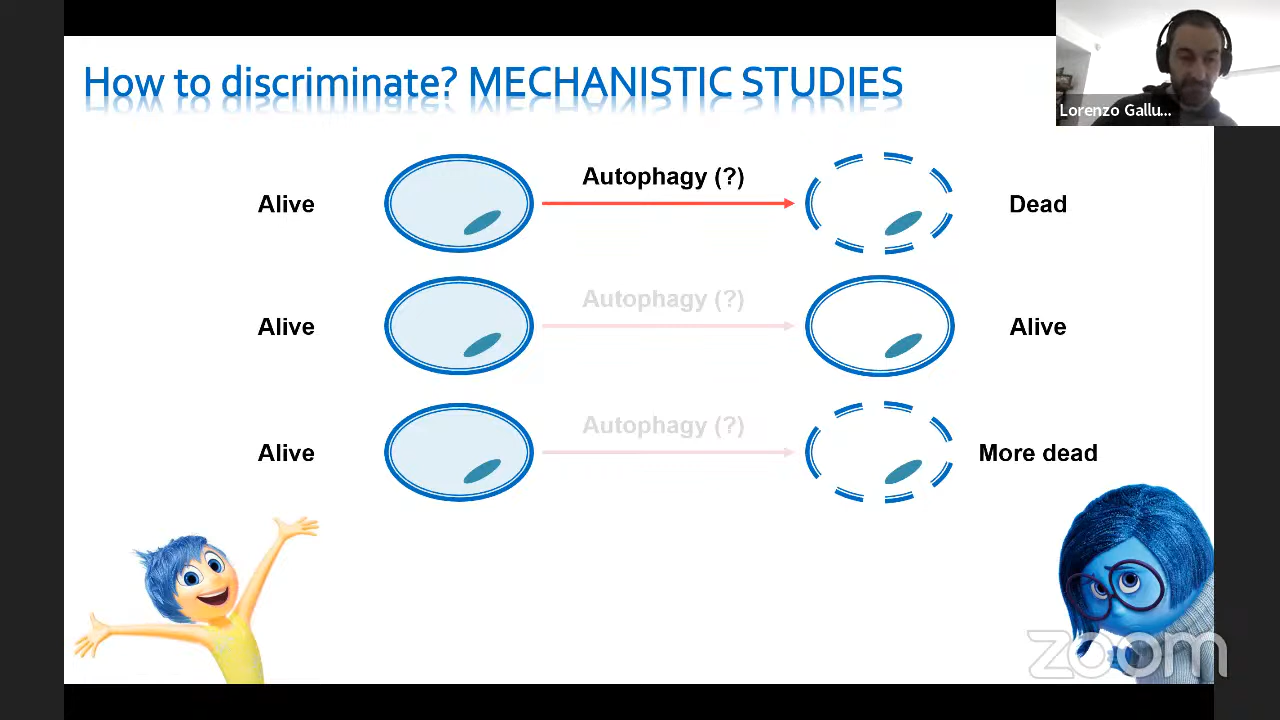 How to discriminate? MECHANISTIC STUDIES
Lorenzo Gallu...
Alive
Autophagy (?)
Dead
Alive
Autophagy (?)
Alive
Alive
Autophagy (?)
More dead
zoom